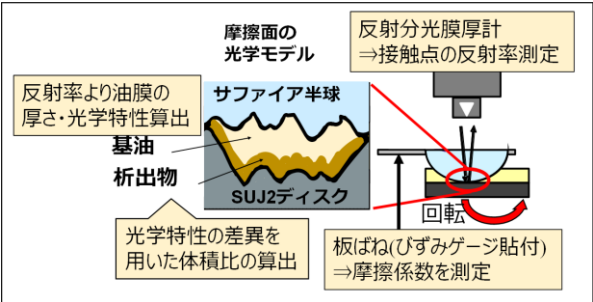 摩擦面の
光学モデル
反射分光膜厚計
⇒接触点の反射率測定
反射率より油膜の
厚さ・光学特性算出
サファイア半球
基油
析出物
SUJ2ディスク
回転
光学特性の差異を
用いた体積比の算出
板ばね(びずみゲージ貼付)
⇒摩擦係数を測定